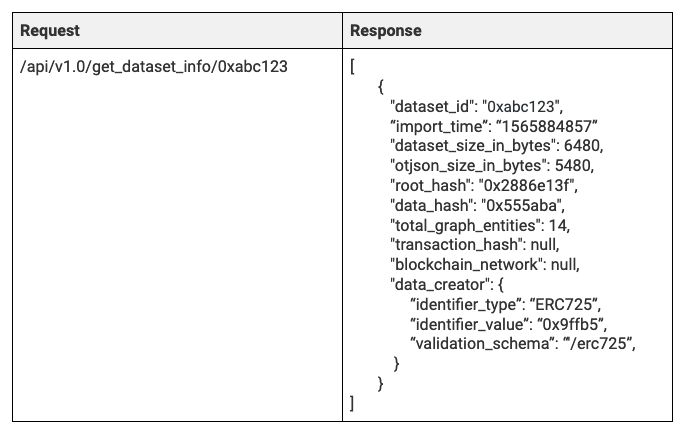 Request Response
/api/v1.0/get_dataset_info/0xabc123
[
{
"dataset_id": "0xabc123",
“import_time”: “1565884857”
"dataset_size_in_bytes": 6480,
"otjson_size_in_bytes": 5480,
"root_hash": "0x2886e13f",
"data_hash": "0x555aba",
"total_graph_entities": 14,
"transaction_hash": null,
"blockchain_network": null,
"data_creator": {
“identifier_type”: “ERC725”,
“identifier_value”: “0x9ffb5”,
“validation_schema”: “‘/erc725”,
}
}
]